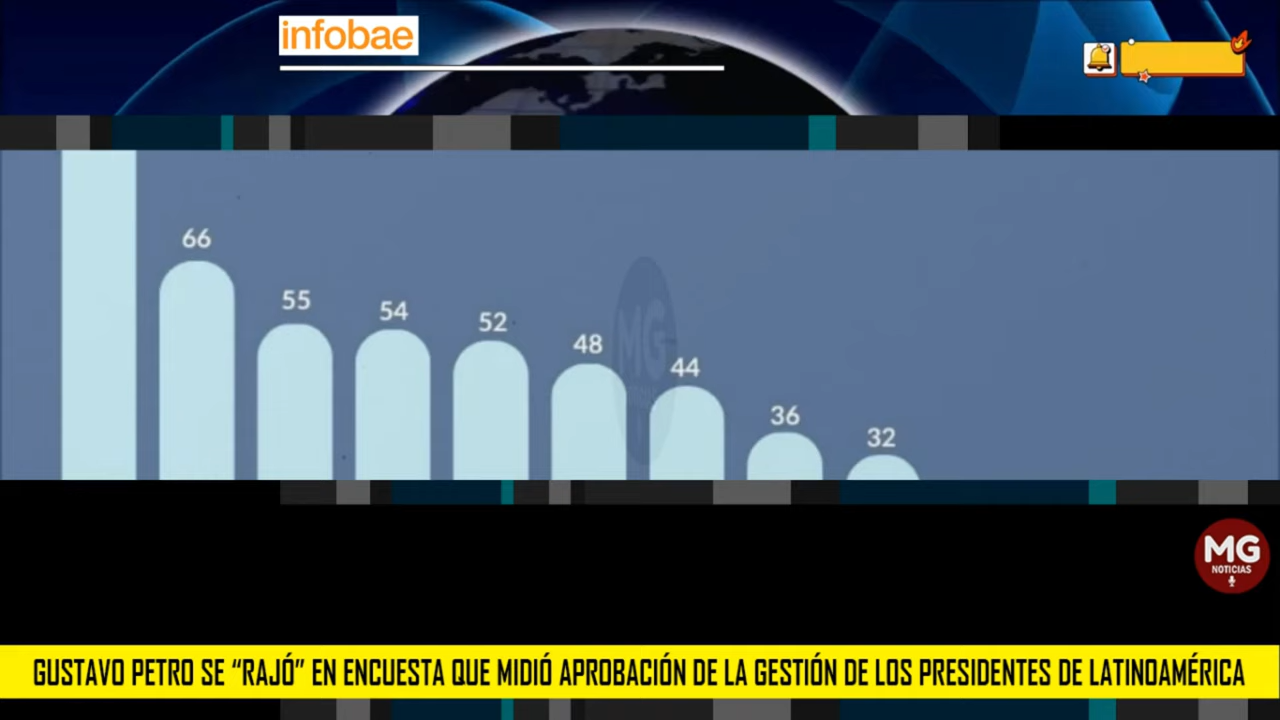 infobae
66
55
54
52
48
44
36
32
MG
MG
NOTICIAS
GUSTAVO PETRO SE “RAJÓ” EN ENCUESTA QUE MIDIÓ APROBACIÓN DE LA GESTIÓN DE LOS PRESIDENTES DE LATINOAMÉRICA